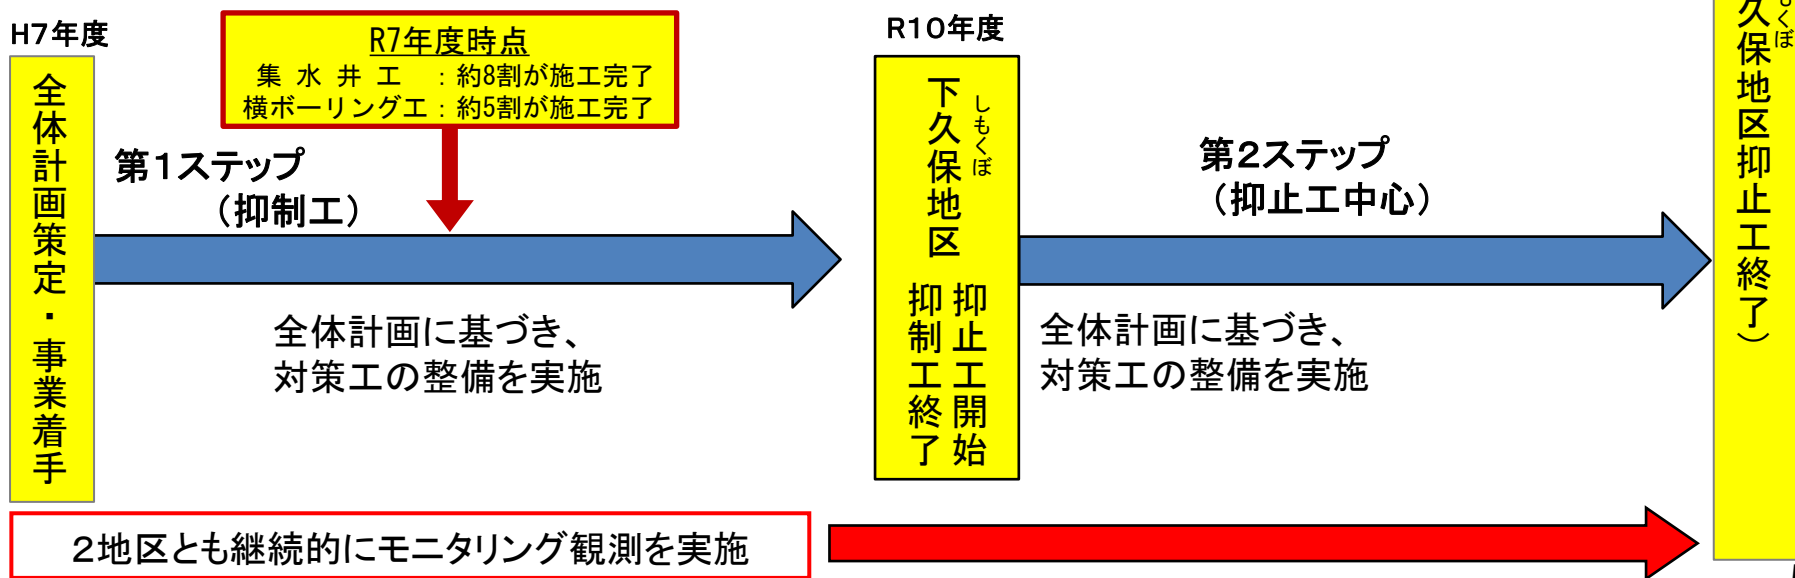 H7年度
全体計画策定・事業着手
R7年度時点
集水井工 ：約8割が施工完了
横ボーリング工：約5割が施工完了
第1ステップ
（抑制工）
全体計画に基づき、
対策工の整備を実施
R10年度
下久保地区
しもくぼ
抑止工開始
抑制工終了
第2ステップ
（抑止工中心）
全体計画に基づき、
対策工の整備を実施
久保地区抑止工終了）
くぼ
2地区とも継続的にモニタリング観測を実施